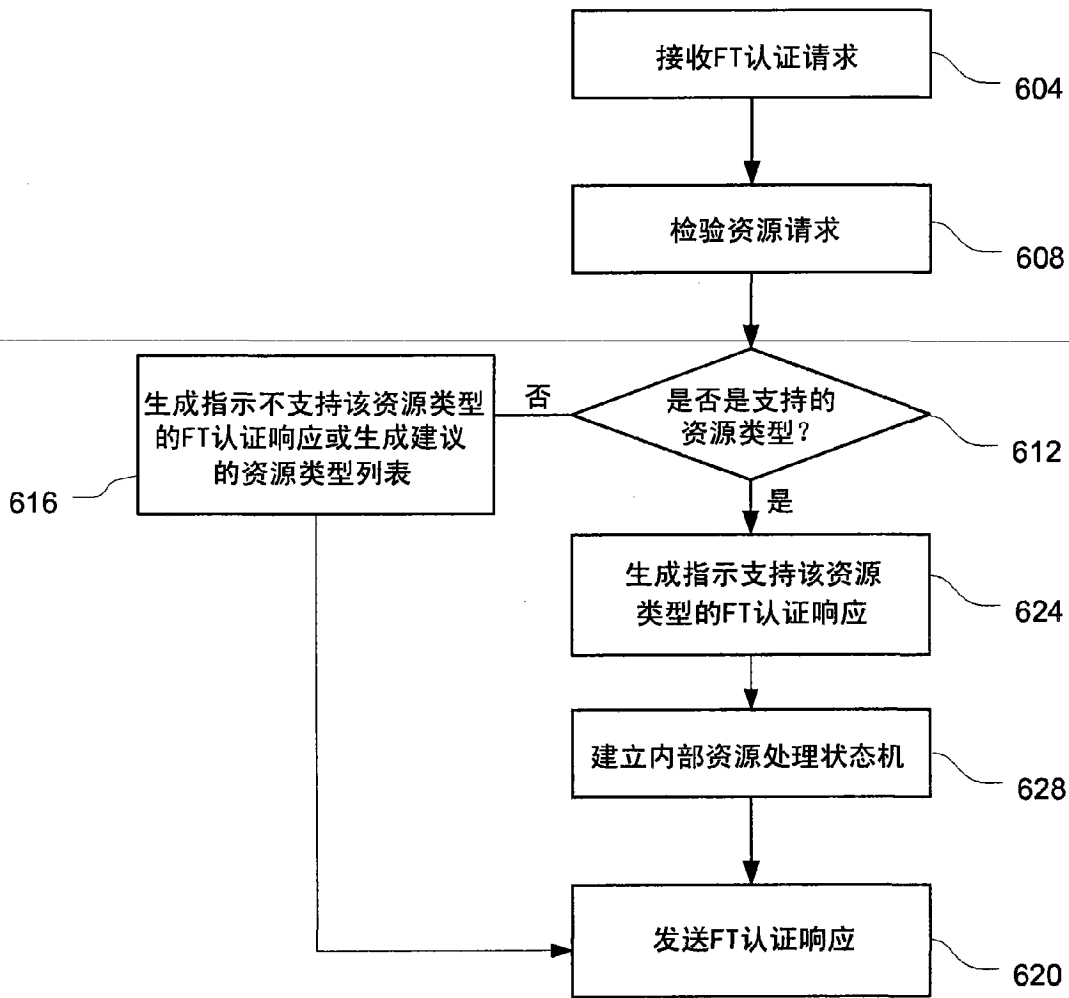 接收FT认证请求
604
检验资源请求
608
是否是支持的
资源类型？
612
否
是
生成指示不支持该资源类型
的FT认证响应或生成建议
的资源类型列表
616
生成指示支持该资源
类型的FT认证响应
624
建立内部资源处理状态机
628
发送FT认证响应
620